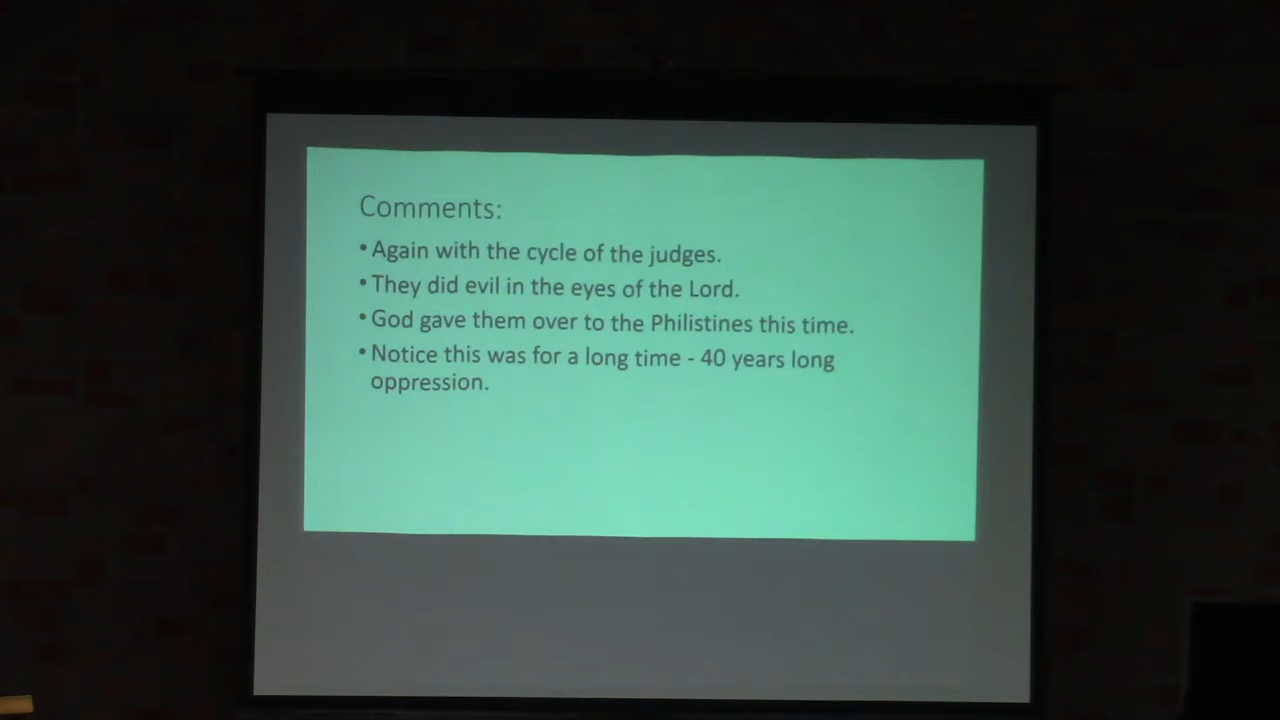 Comments:
•Again with the cycle of the judges.
•They did evil in the eyes of the Lord.
•God gave them over to the Philistines this time.
•Notice this was for a long time - 40 years long
oppression.